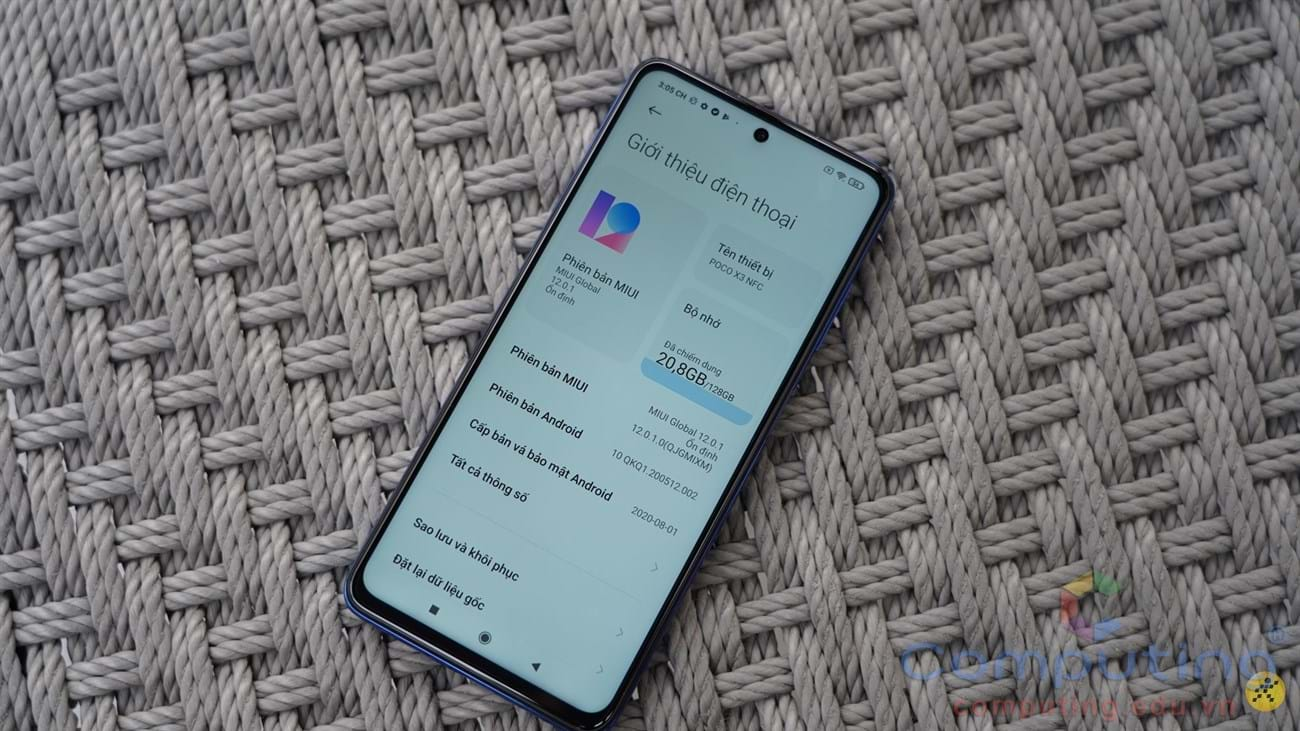 3:05 CH
Giới thiệu điện thoại
12
Phiên bản MIUI
MIUI Global
12.0.1
Ổn định
Tên thiết bị
POCO X3 NFC
Bộ nhớ
Đã chiếm dụng
20,8GB/128GB
Phiên bản MIUI
MIUI Global 12.0.1
Ổn định
12.0.1.0(QJGMIXM)
Phiên bản Android
10 QKQ1.200512.002
Cấp bản vá bảo mật Android
2020-08-01
Tất cả thông số
Sao lưu và khôi phục
Đặt lại dữ liệu gốc
Computing
computing.edu.vn